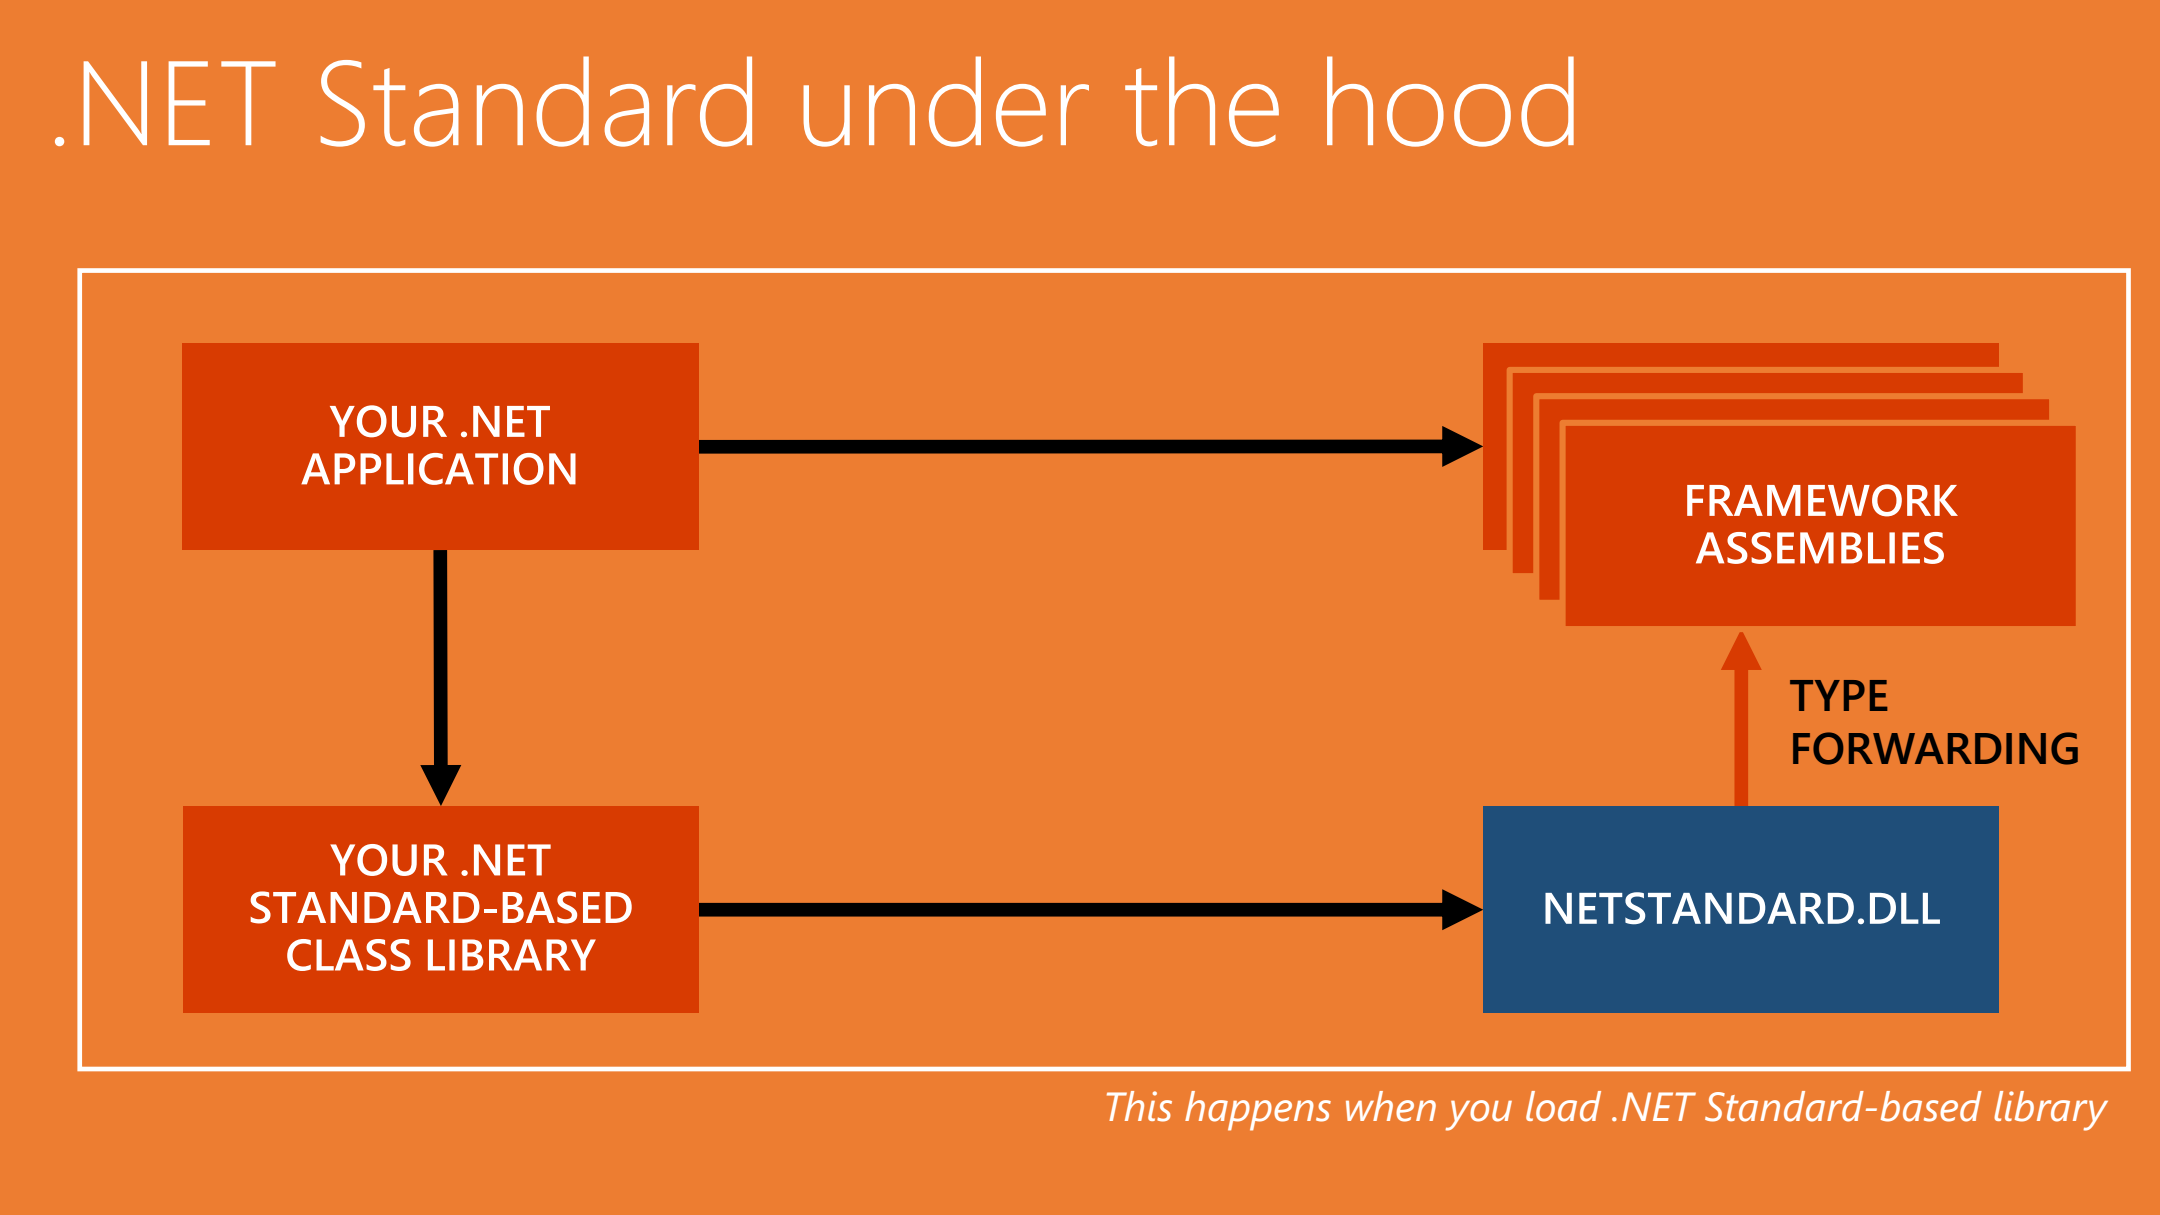 .NET Standard under the hood
YOUR .NET
APPLICATION
FRAMEWORK
ASSEMBLIES
TYPE
FORWARDING
YOUR .NET
STANDARD-BASED
CLASS LIBRARY
NETSTANDARD.DLL
This happens when you load .NET Standard-based library